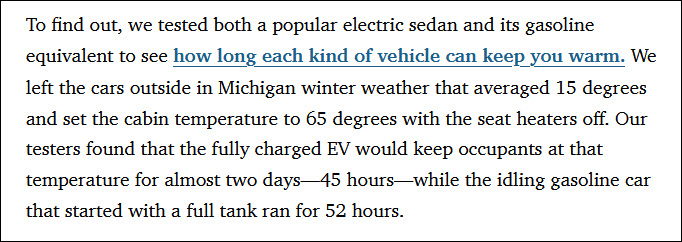 To find out, we tested both a popular electric sedan and its gasoline
equivalent to see how long each kind of vehicle can keep you warm. We
left the cars outside in Michigan winter weather that averaged 15 degrees
and set the cabin temperature to 65 degrees with the seat heaters off. Our
testers found that the fully charged EV would keep occupants at that
temperature for almost two days—45 hours—while the idling gasoline car
that started with a full tank ran for 52 hours.